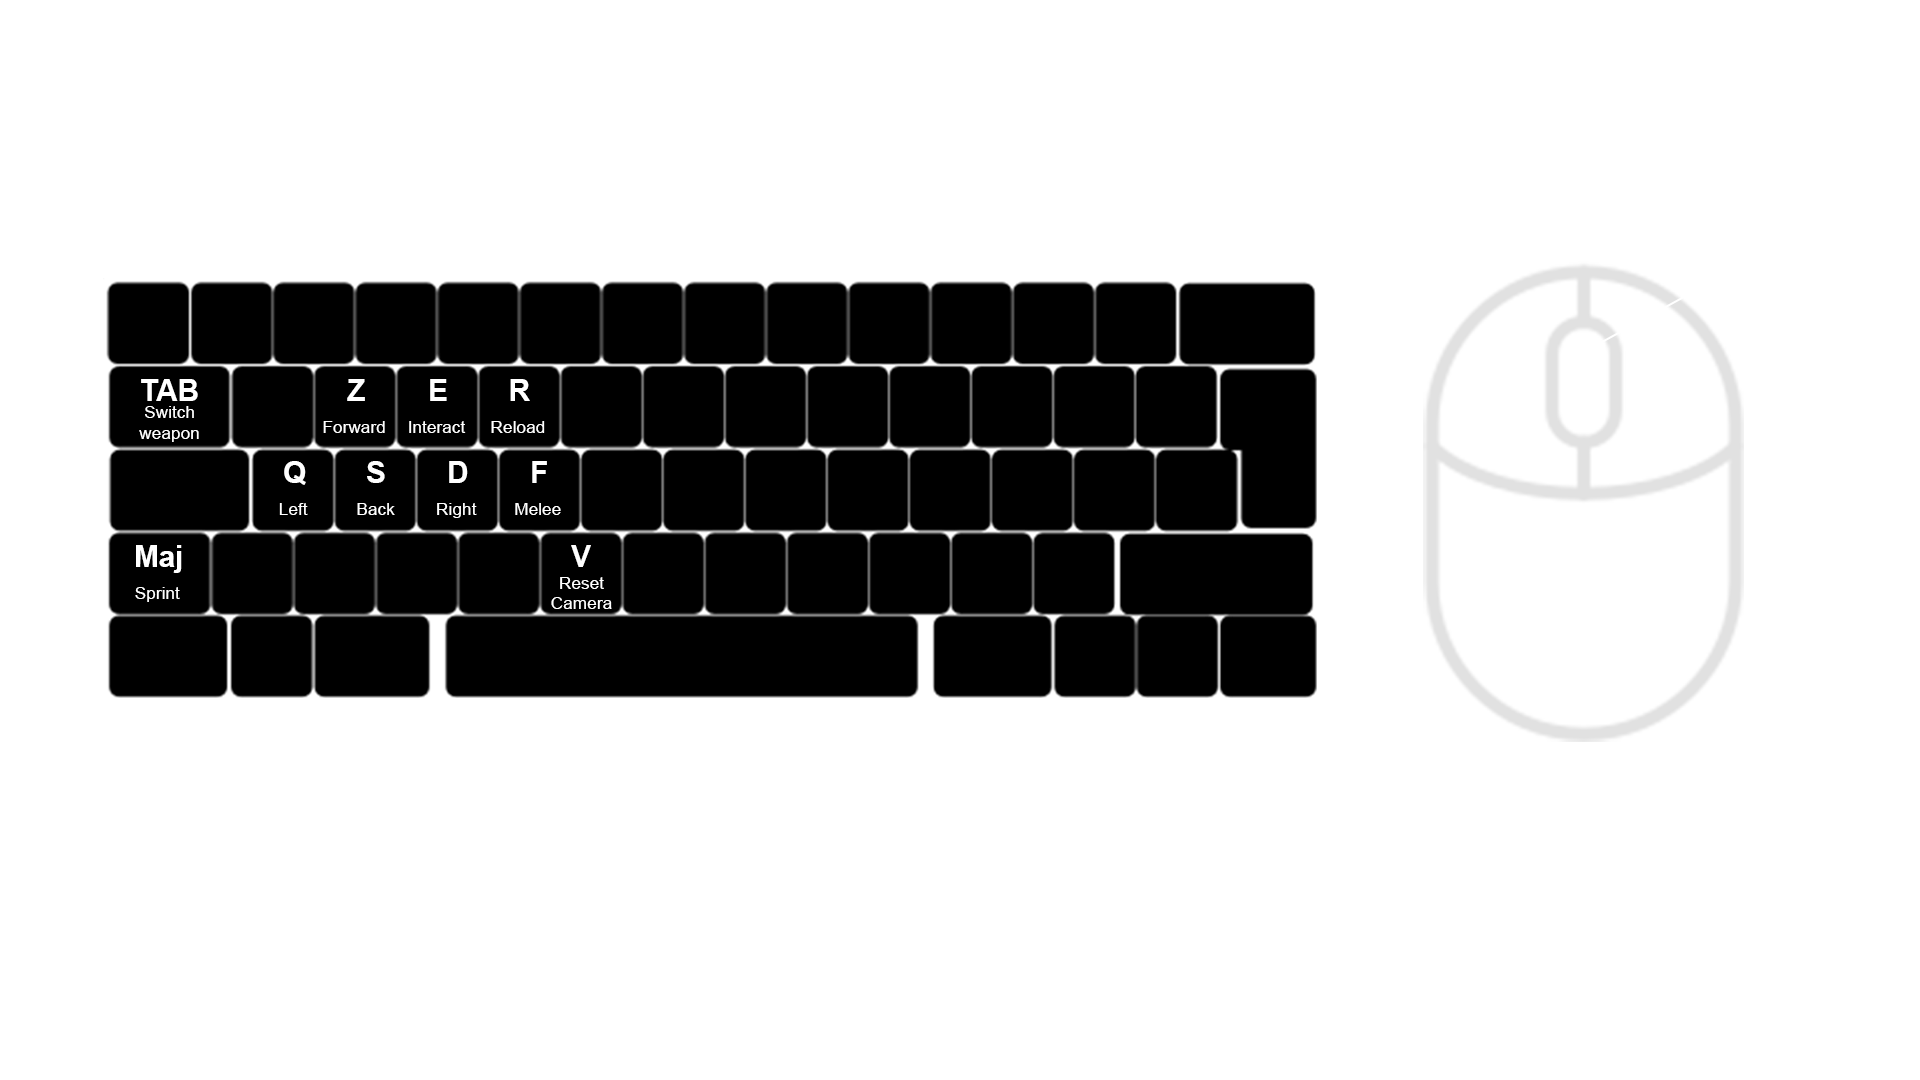 TAB
Switch
weapon
Z
Forward
E
Interact
R
Reload
Q
Left
S
Back
D
Right
F
Melee
Maj
Sprint
V
Reset
Camera